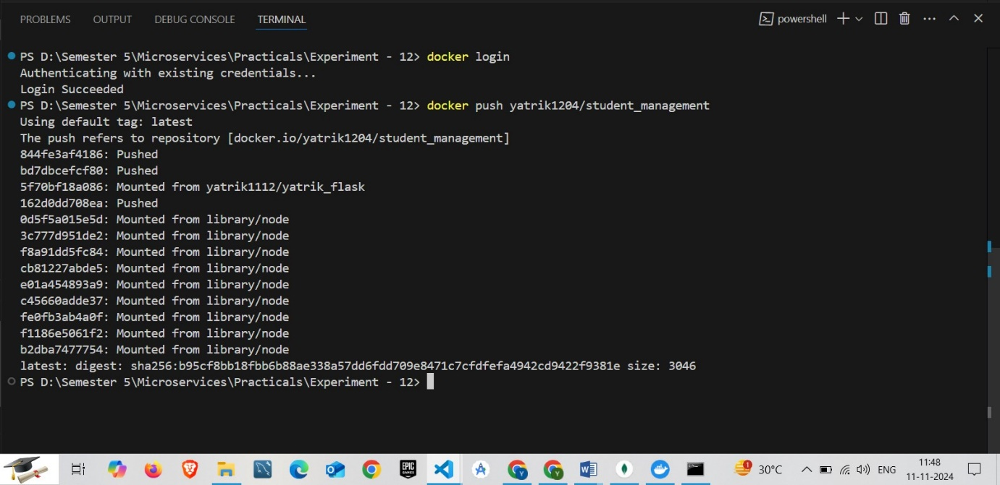 PROBLEMS OUTPUT DEBUG CONSOLE TERMINAL powershell
PS D:\Semester 5\Microservices\Practicals\Experiment - 12> docker login
Authenticating with existing credentials...
Login Succeeded
PS D:\Semester 5\Microservices\Practicals\Experiment - 12> docker push yatrik1204/student_management
Using default tag: latest
The push refers to repository [docker.io/yatrik1204/student_management]
844fe3af4186: Pushed
bd7dbcefcf80: Pushed
5f70bf18a086: Mounted from yatrik1112/yatrik_flask
162d0dd708ea: Pushed
0d5f5a015e5d: Mounted from library/node
3c777d951de2: Mounted from library/node
f8a91dd5fc84: Mounted from library/node
cb81227abde5: Mounted from library/node
e01a454893a9: Mounted from library/node
c45660adde37: Mounted from library/node
fe0fb3ab4a0f: Mounted from library/node
f1186e5061f2: Mounted from library/node
b2dba7477754: Mounted from library/node
latest: digest: sha256:b95cf8bb18fbb6b88ae338a57dd6fdd709e8471c7cfdfefa4942cd9422f9381e size: 3046
PS D:\Semester 5\Microservices\Practicals\Experiment - 12>
EPIC GAMES Y Y W 1 30°C ENG 11:48
11-11-2024